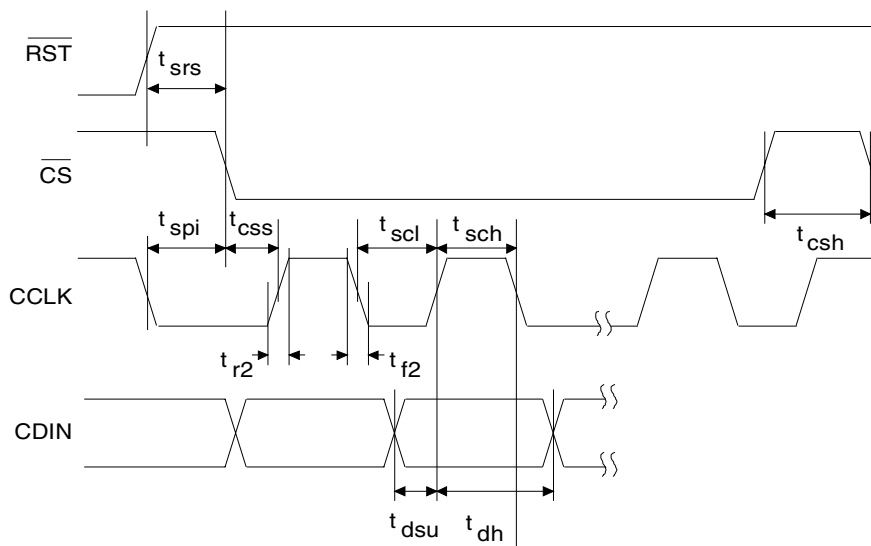 RST
t srs
CS
t spi
t css
t scl
t sch
t csh
CCLK
t r2
t f2
CDIN
t dsu
t dh